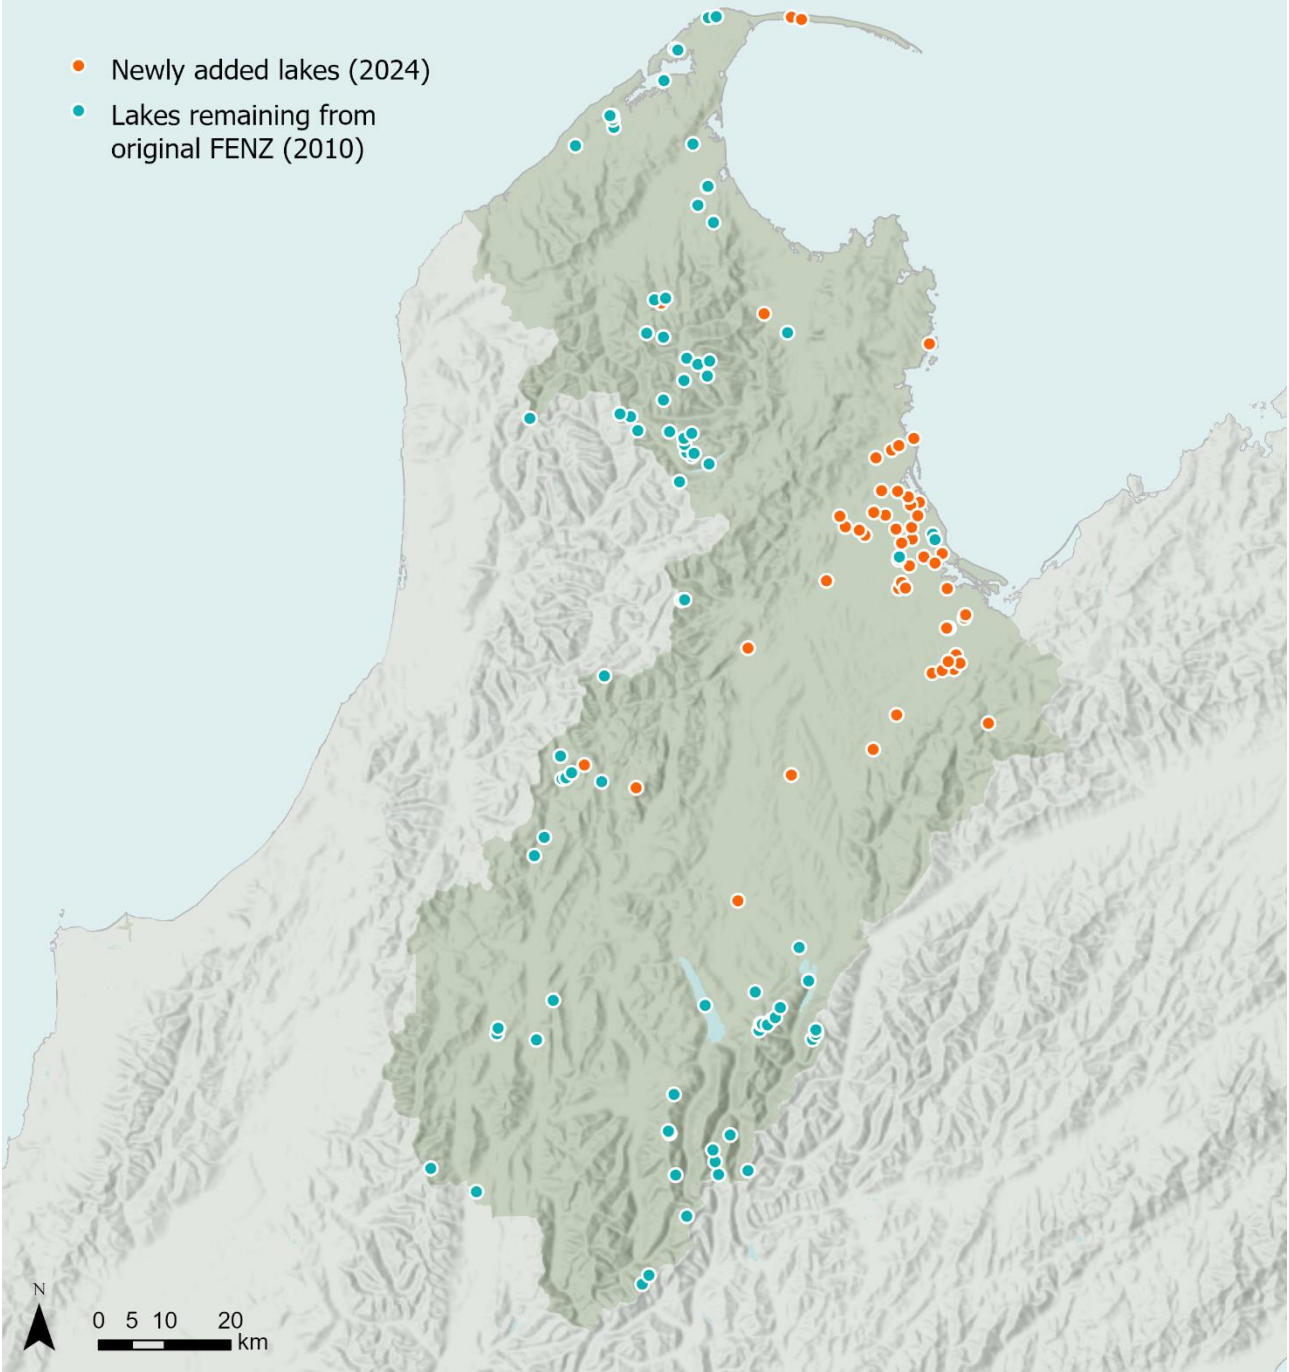 Newly added lakes (2024)
Lakes remaining from
original FENZ (2010)
N
0 5 10 20
km